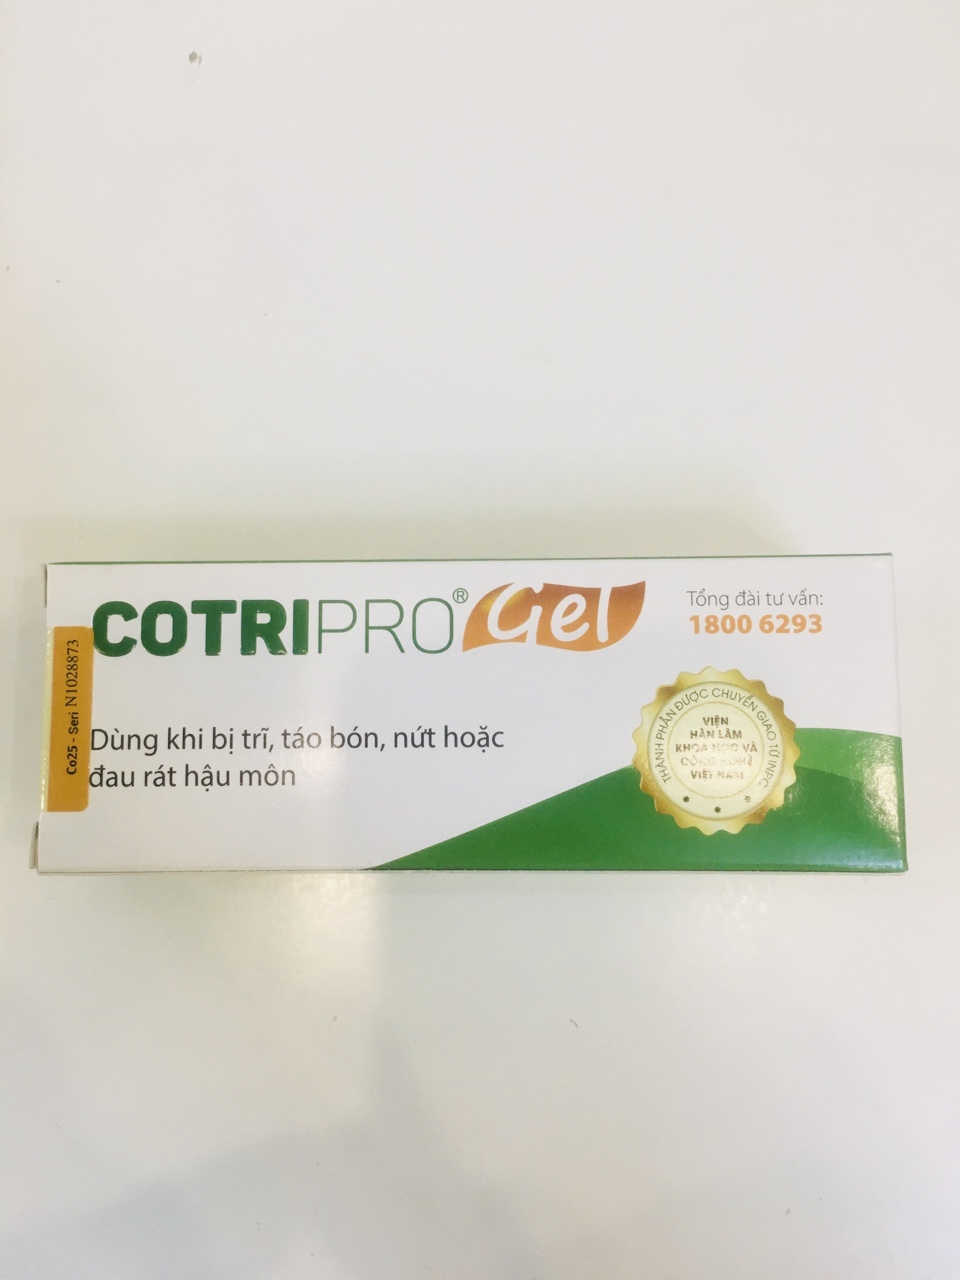 COTRIPRO® Gel
Tổng đài tư vấn:
1800 6293
Co25 - Seri N1028873
Dùng khi bị trĩ, táo bón, nứt hoặc
đau rát hậu môn
THÀNH PHẦN ĐƯỢC CHUYỂN GIAO TỪ INPC
VIỆN
HÀN LÂM
KHOA HỌC VÀ
CÔNG NGHỆ
VIỆT NAM